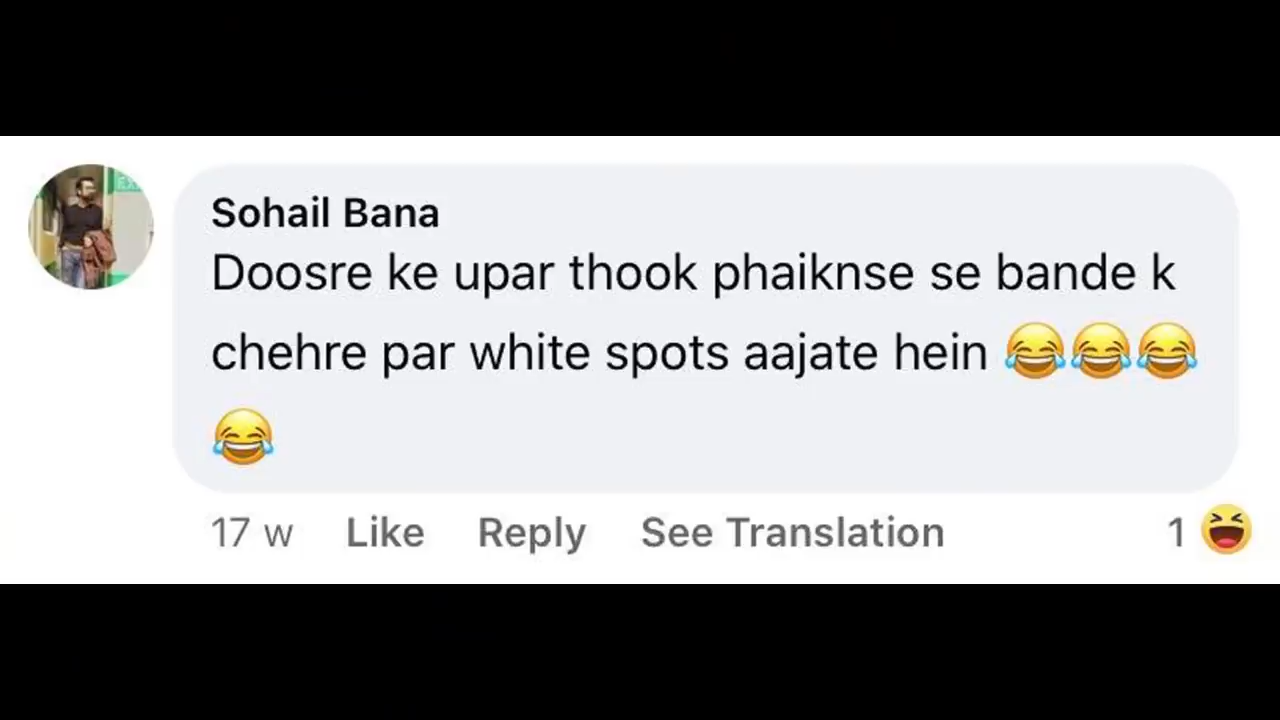 Sohail Bana
Doosre ke upar thook phaiknse se bande k
chehre par white spots aajate hein 😂😂😂
😂
17 w Like Reply See Translation 1 😆